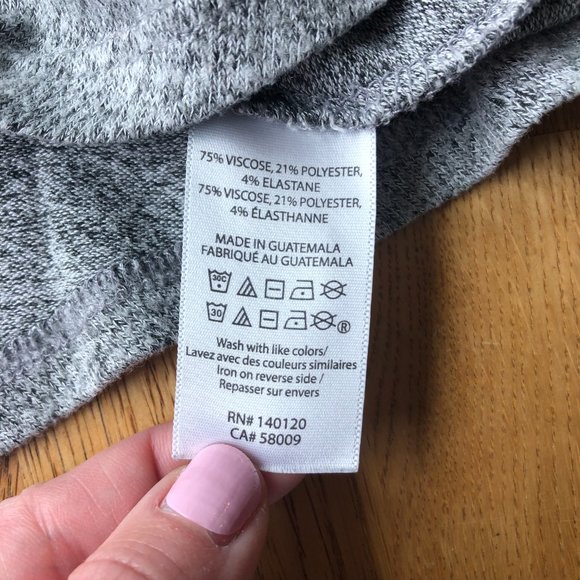 75% VISCOSE, 21% POLYESTER,
4% ELASTANE
75% VISCOSE, 21% POLYESTER,
4% ÉLASTHANNE
MADE IN GUATEMALA
FABRIQUÉ AU GUATEMALA
30C
30 ®
Wash with like colors/
Lavez avec des couleurs similaires
Iron on reverse side /
Repasser sur envers
RN# 140120
CA# 58009